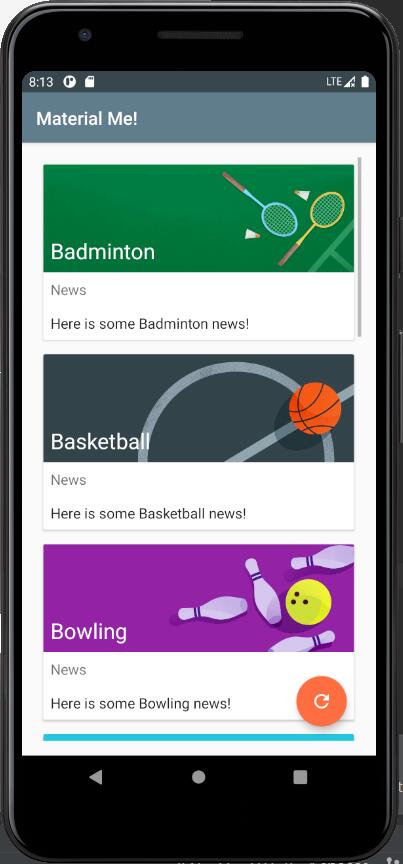 8:13
LTE
Material Me!
Badminton
News
Here is some Badminton news!
Basketball
News
Here is some Basketball news!
Bowling
News
Here is some Bowling news!